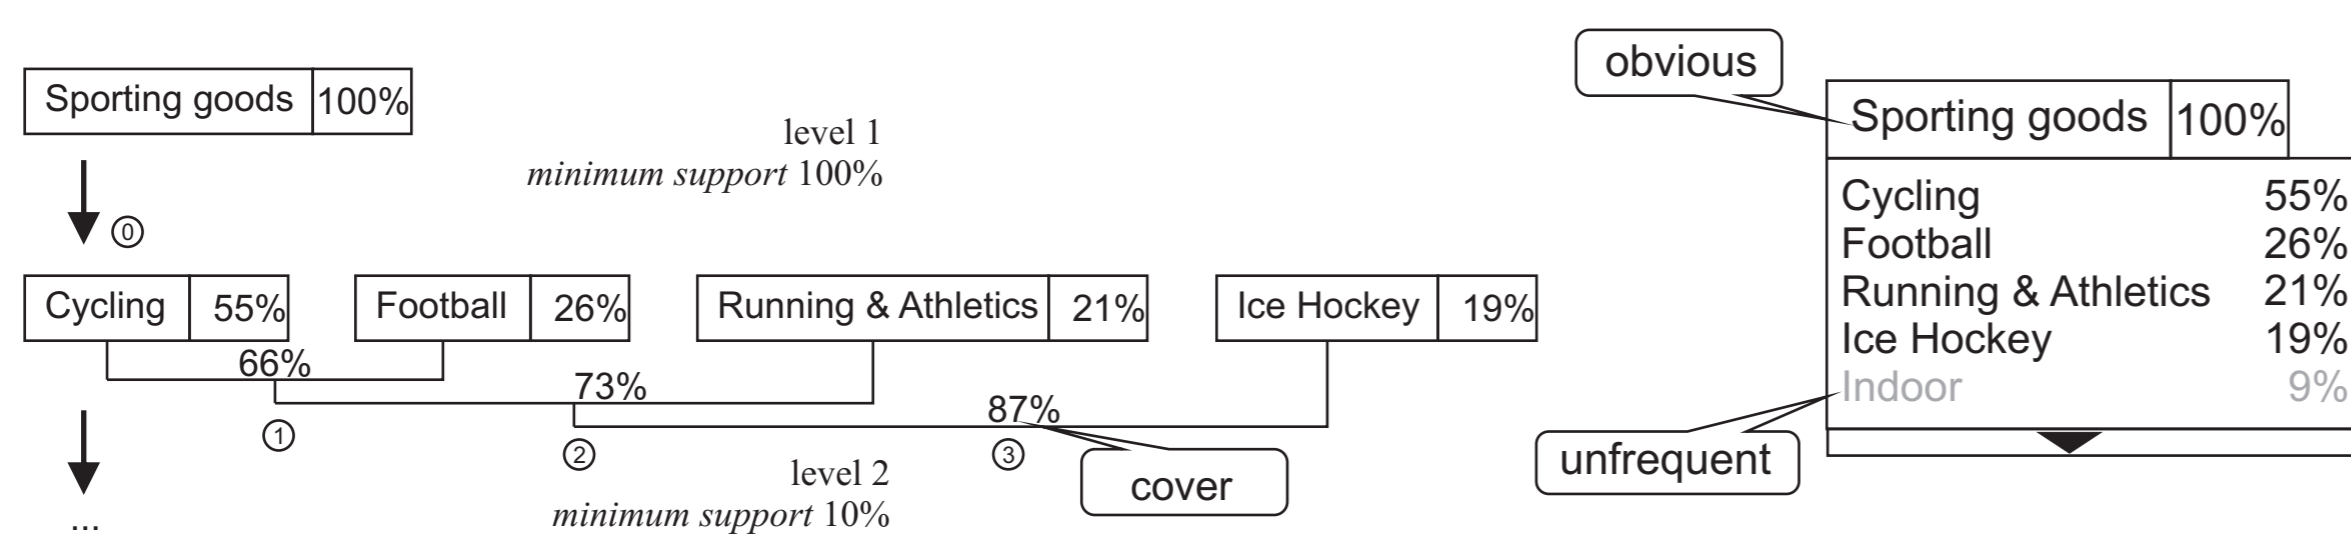 Sporting goods 100%
level 1
minimum support 100%
0
Cycling 55%
Football 26%
Running & Athletics 21%
Ice Hockey 19%
66%
73%
87%
1
2
3
level 2
minimum support 10%
cover
...
obvious
Sporting goods 100%
Cycling 55%
Football 26%
Running & Athletics 21%
Ice Hockey 19%
Indoor 9%
unfrequent